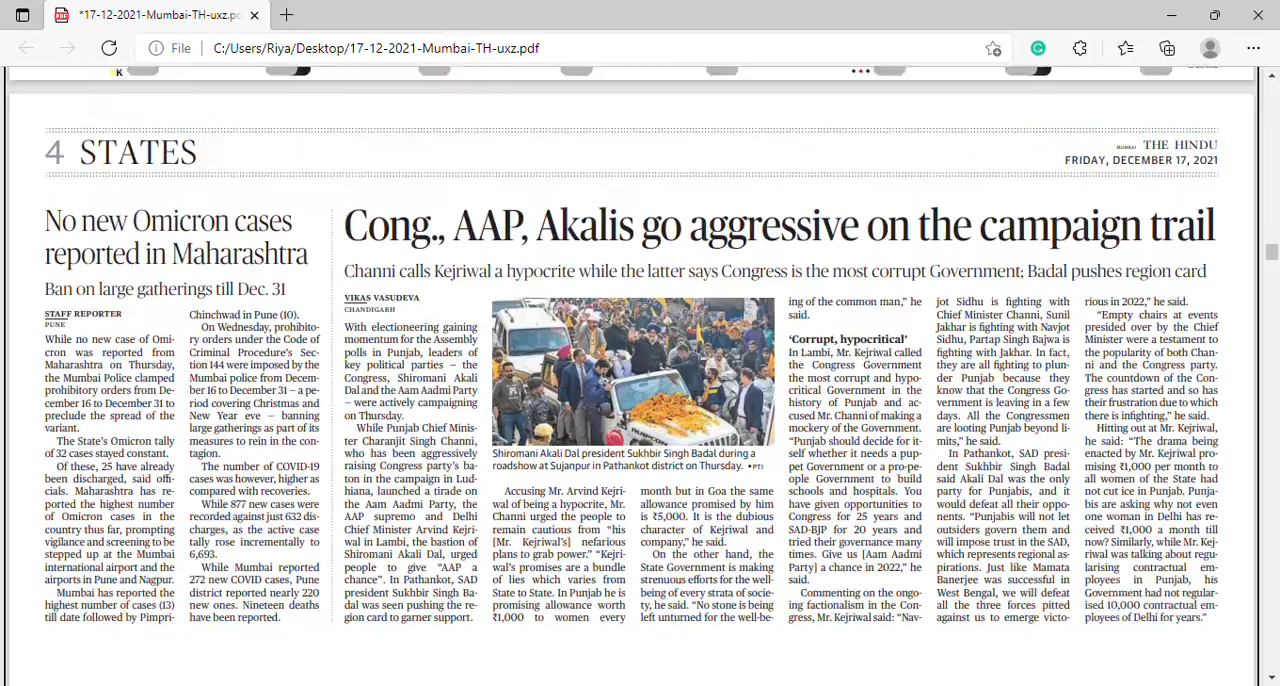 *17-12-2021-Mumbai-TH-uxz.pdf
File
C:/Users/Riya/Desktop/17-12-2021-Mumbai-TH-uxz.pdf
K
4 STATES
MUMBAI THE HINDU
FRIDAY, DECEMBER 17, 2021
No new Omicron cases
reported in Maharashtra
Ban on large gatherings till Dec. 31
STAFF REPORTER
PUNE
While no new case of Omi-
cron was reported from
Maharashtra on Thursday,
the Mumbai Police clamped
prohibitory orders from De-
cember 16 to December 31 to
preclude the spread of the
variant.
The State's Omicron tally
of 32 cases stayed constant.
Of these, 25 have already
been discharged, said offi-
cials. Maharashtra has re-
ported the highest number
of Omicron cases in the
country thus far, prompting
vigilance and screening to be
stepped up at the Mumbai
international airport and the
airports in Pune and Nagpur.
Mumbai has reported the
highest number of cases (13)
till date followed by Pimpri-
Chinchwad in Pune (10).
On Wednesday, prohibito-
ry orders under the Code of
Criminal Procedure's Sec-
tion 144 were imposed by the
Mumbai police from Decem-
ber 16 to December 31 – a pe-
riod covering Christmas and
New Year eve – banning
large gatherings as part of its
measures to rein in the con-
tagion.
The number of COVID-19
cases was however, higher as
compared with recoveries.
While 877 new cases were
recorded against just 632 dis-
charges, as the active case
tally rose incrementally to
6,693.
While Mumbai reported
272 new COVID cases, Pune
district reported nearly 220
new ones. Nineteen deaths
have been reported.
Cong., AAP, Akalis go aggressive on the campaign trail
Channi calls Kejriwal a hypocrite while the latter says Congress is the most corrupt Government; Badal pushes region card
VIKAS VASUDEVA
CHANDIGARH
With electioneering gaining
momentum for the Assembly
polls in Punjab, leaders of
key political parties – the
Congress, Shiromani Akali
Dal and the Aam Aadmi Party
– were actively campaigning
on Thursday.
While Punjab Chief Minis-
ter Charanjit Singh Channi,
who has been aggressively
raising Congress party's ba-
ton in the campaign in Lud-
hiana, launched a tirade on
the Aam Aadmi Party, the
AAP supremo and Delhi
Chief Minister Arvind Kejri-
wal in Lambi, the bastion of
Shiromani Akali Dal, urged
people to give "AAP a
chance". In Pathankot, SAD
president Sukhbir Singh Ba-
dal was seen pushing the re-
gion card to garner support.
RUBICON
Shiromani Akali Dal president Sukhbir Singh Badal during a
roadshow at Sujanpur in Pathankot district on Thursday. •PTI
Accusing Mr. Arvind Kejri-
wal of being a hypocrite, Mr.
Channi urged the people to
remain cautious from "his
[Mr. Kejriwal's] nefarious
plans to grab power." "Kejri-
wal's promises are a bundle
of lies which varies from
State to State. In Punjab he is
promising allowance worth
₹1,000 to women every
month but in Goa the same
allowance promised by him
is ₹5,000. It is the dubious
character of Kejriwal and
company," he said.
On the other hand, the
State Government is making
strenuous efforts for the well-
being of every strata of socie-
ty, he said. "No stone is being
left unturned for the well-be-
ing of the common man," he
said.
'Corrupt, hypocritical'
In Lambi, Mr. Kejriwal called
the Congress Government
the most corrupt and hypo-
critical Government in the
history of Punjab and ac-
cused Mr. Channi of making a
mockery of the Government.
"Punjab should decide for it-
self whether it needs a pup-
pet Government or a pro-pe-
ople Government to build
schools and hospitals. You
have given opportunities to
Congress for 25 years and
SAD-BJP for 20 years and
tried their governance many
times. Give us [Aam Aadmi
Party] a chance in 2022," he
said.
Commenting on the ongo-
ing factionalism in the Con-
gress, Mr. Kejriwal said: "Nav-
jot Sidhu is fighting with
Chief Minister Channi, Sunil
Jakhar is fighting with Navjot
Sidhu, Partap Singh Bajwa is
fighting with Jakhar. In fact,
they are all fighting to plun-
der Punjab because they
know that the Congress Go-
vernment is leaving in a few
days. All the Congressmen
are looting Punjab beyond li-
mits," he said.
In Pathankot, SAD presi-
dent Sukhbir Singh Badal
said Akali Dal was the only
party for Punjabis, and it
would defeat all their oppo-
nents. "Punjabis will not let
outsiders govern them and
will impose trust in the SAD,
which represents regional as-
pirations. Just like Mamata
Banerjee was successful in
West Bengal, we will defeat
all the three forces pitted
against us to emerge victo-
rious in 2022," he said.
"Empty chairs at events
presided over by the Chief
Minister were a testament to
the popularity of both Chan-
ni and the Congress party.
The countdown of the Con-
gress has started and so has
their frustration due to which
there is infighting," he said.
Hitting out at Mr. Kejriwal,
he said: "The drama being
enacted by Mr. Kejriwal pro-
mising ₹1,000 per month to
all women of the State had
not cut ice in Punjab. Punja-
bis are asking why not even
one woman in Delhi has re-
ceived ₹1,000 a month till
now? Similarly, while Mr. Kej-
riwal was talking about regu-
larising contractual em-
ployees in Punjab, his
Government had not regular-
ised 10,000 contractual em-
ployees of Delhi for years."